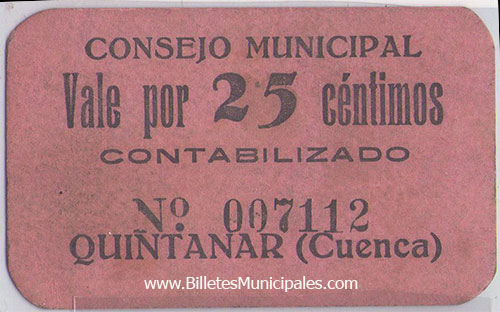 CONSEJO MUNICIPAL
Vale por 25 céntimos
CONTABILIZADO
Nº. 007112
QUINTANAR (Cuenca)
www.BilletesMunicipales.com